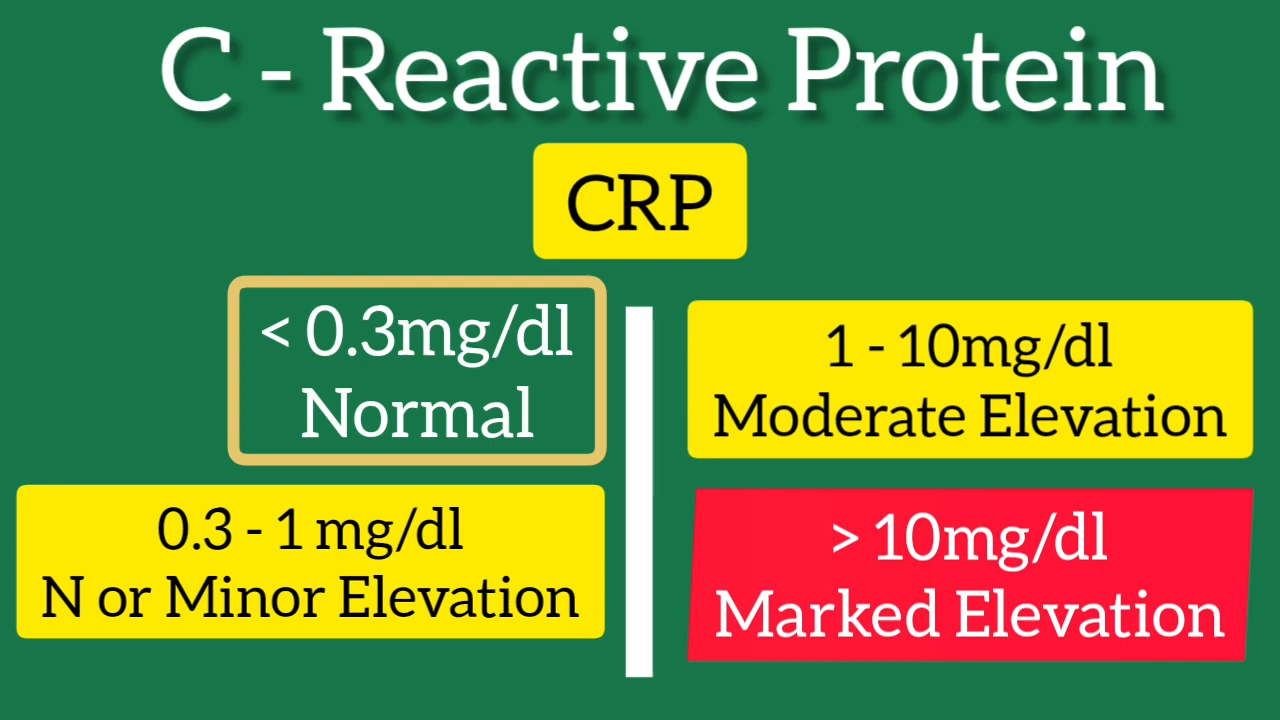 C - Reactive Protein
CRP
< 0.3mg/dl
Normal
0.3 - 1 mg/dl
N or Minor Elevation
1 - 10mg/dl
Moderate Elevation
> 10mg/dl
Marked Elevation